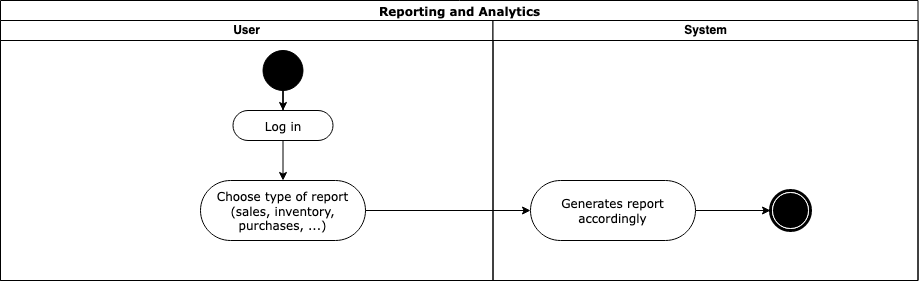 Reporting and Analytics
User
System
Log in
Choose type of report
(sales, inventory,
purchases, ...)
Generates report
accordingly